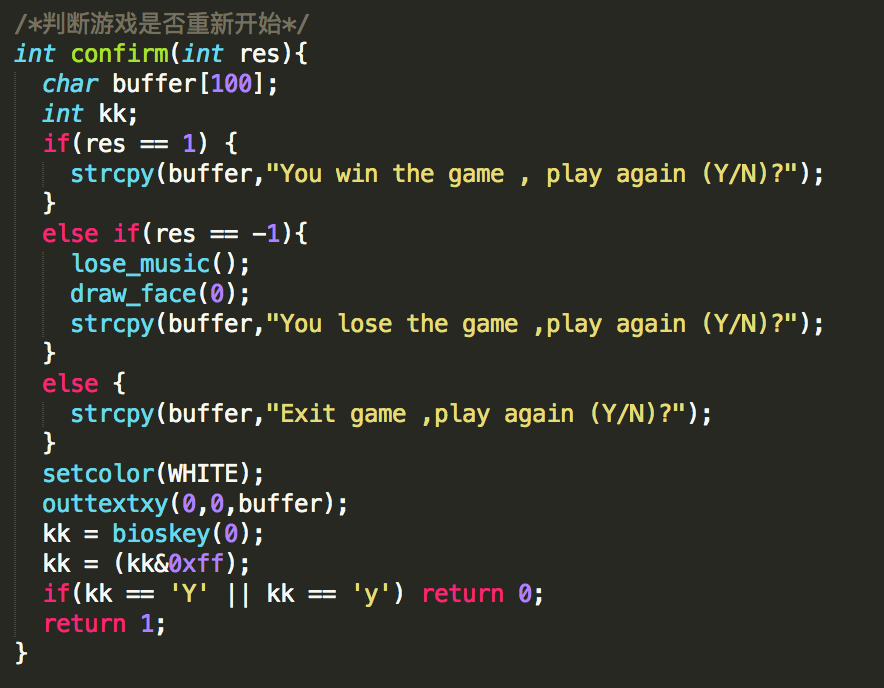 /*判断游戏是否重新开始*/
int confirm(int res){
  char buffer[100];
  int kk;
  if(res == 1) {
    strcpy(buffer,"You win the game , play again (Y/N)?");
  }
  else if(res == -1){
    lose_music();
    draw_face(0);
    strcpy(buffer,"You lose the game ,play again (Y/N)?");
  }
  else {
    strcpy(buffer,"Exit game ,play again (Y/N)?");
  }
  setcolor(WHITE);
  outtextxy(0,0,buffer);
  kk = bioskey(0);
  kk = (kk&0xff);
  if(kk == 'Y' || kk == 'y') return 0;
  return 1;
}